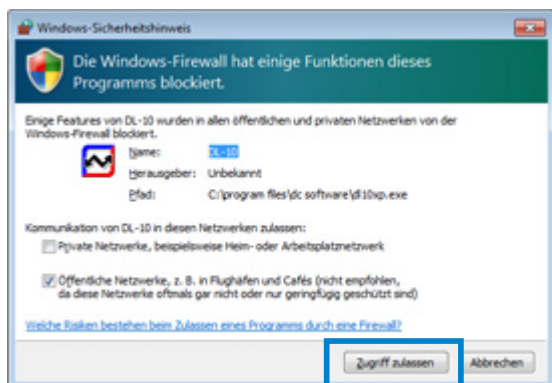 Windows-Sicherheitshinweis
Die Windows-Firewall hat einige Funktionen dieses
Programms blockiert.
Einige Features von DL-10 wurden in allen öffentlichen und privaten Netzwerken von der
Windows-Firewall blockiert.
Name: DL-10
Herausgeber: Unbekannt
Pfad: C:\program files\dc software\dl10xp.exe
Kommunikation von DL-10 in diesen Netzwerken zulassen:
Private Netzwerke, beispielsweise Heim- oder Arbeitsplatznetzwerk
Öffentliche Netzwerke, z. B. in Flughäfen und Cafés (nicht empfohlen,
da diese Netzwerke oftmals gar nicht oder nur geringfügig geschützt sind)
Welche Risiken bestehen beim Zulassen eines Programms durch eine Firewall?
Zugriff zulassen Abbrechen